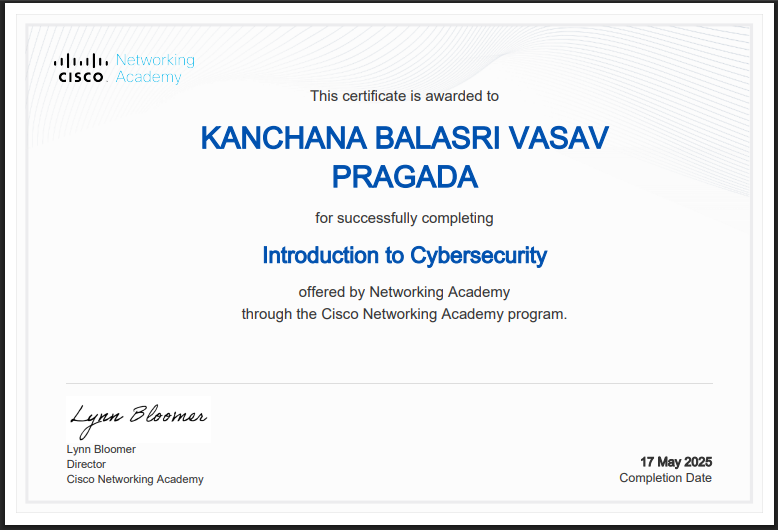 Networking
CISCO. Academy
This certificate is awarded to
KANCHANA BALASRI VASAV
PRAGADA
for successfully completing
Introduction to Cybersecurity
offered by Networking Academy
through the Cisco Networking Academy program.
Lynn Bloomer
Lynn Bloomer
Director
Cisco Networking Academy
17 May 2025
Completion Date